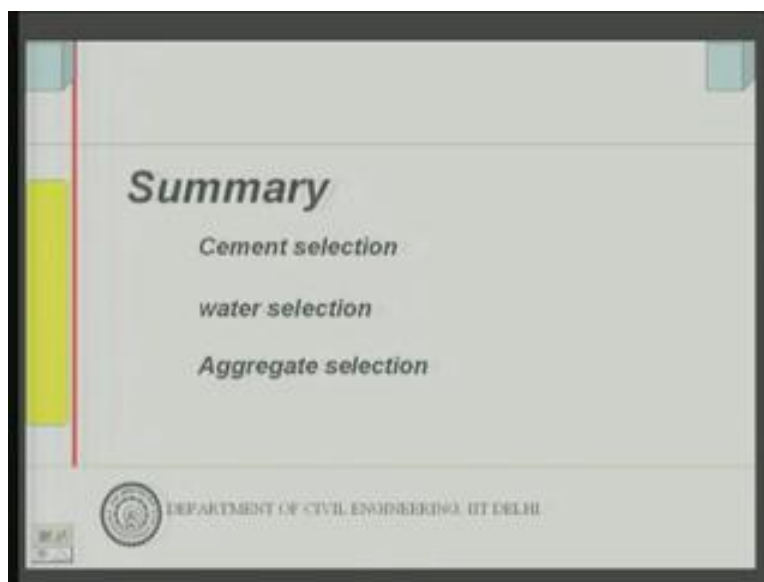 Summary
Cement selection
water selection
Aggregate selection
DEPARTMENT OF CIVIL ENGINEERING, IIT DELHI